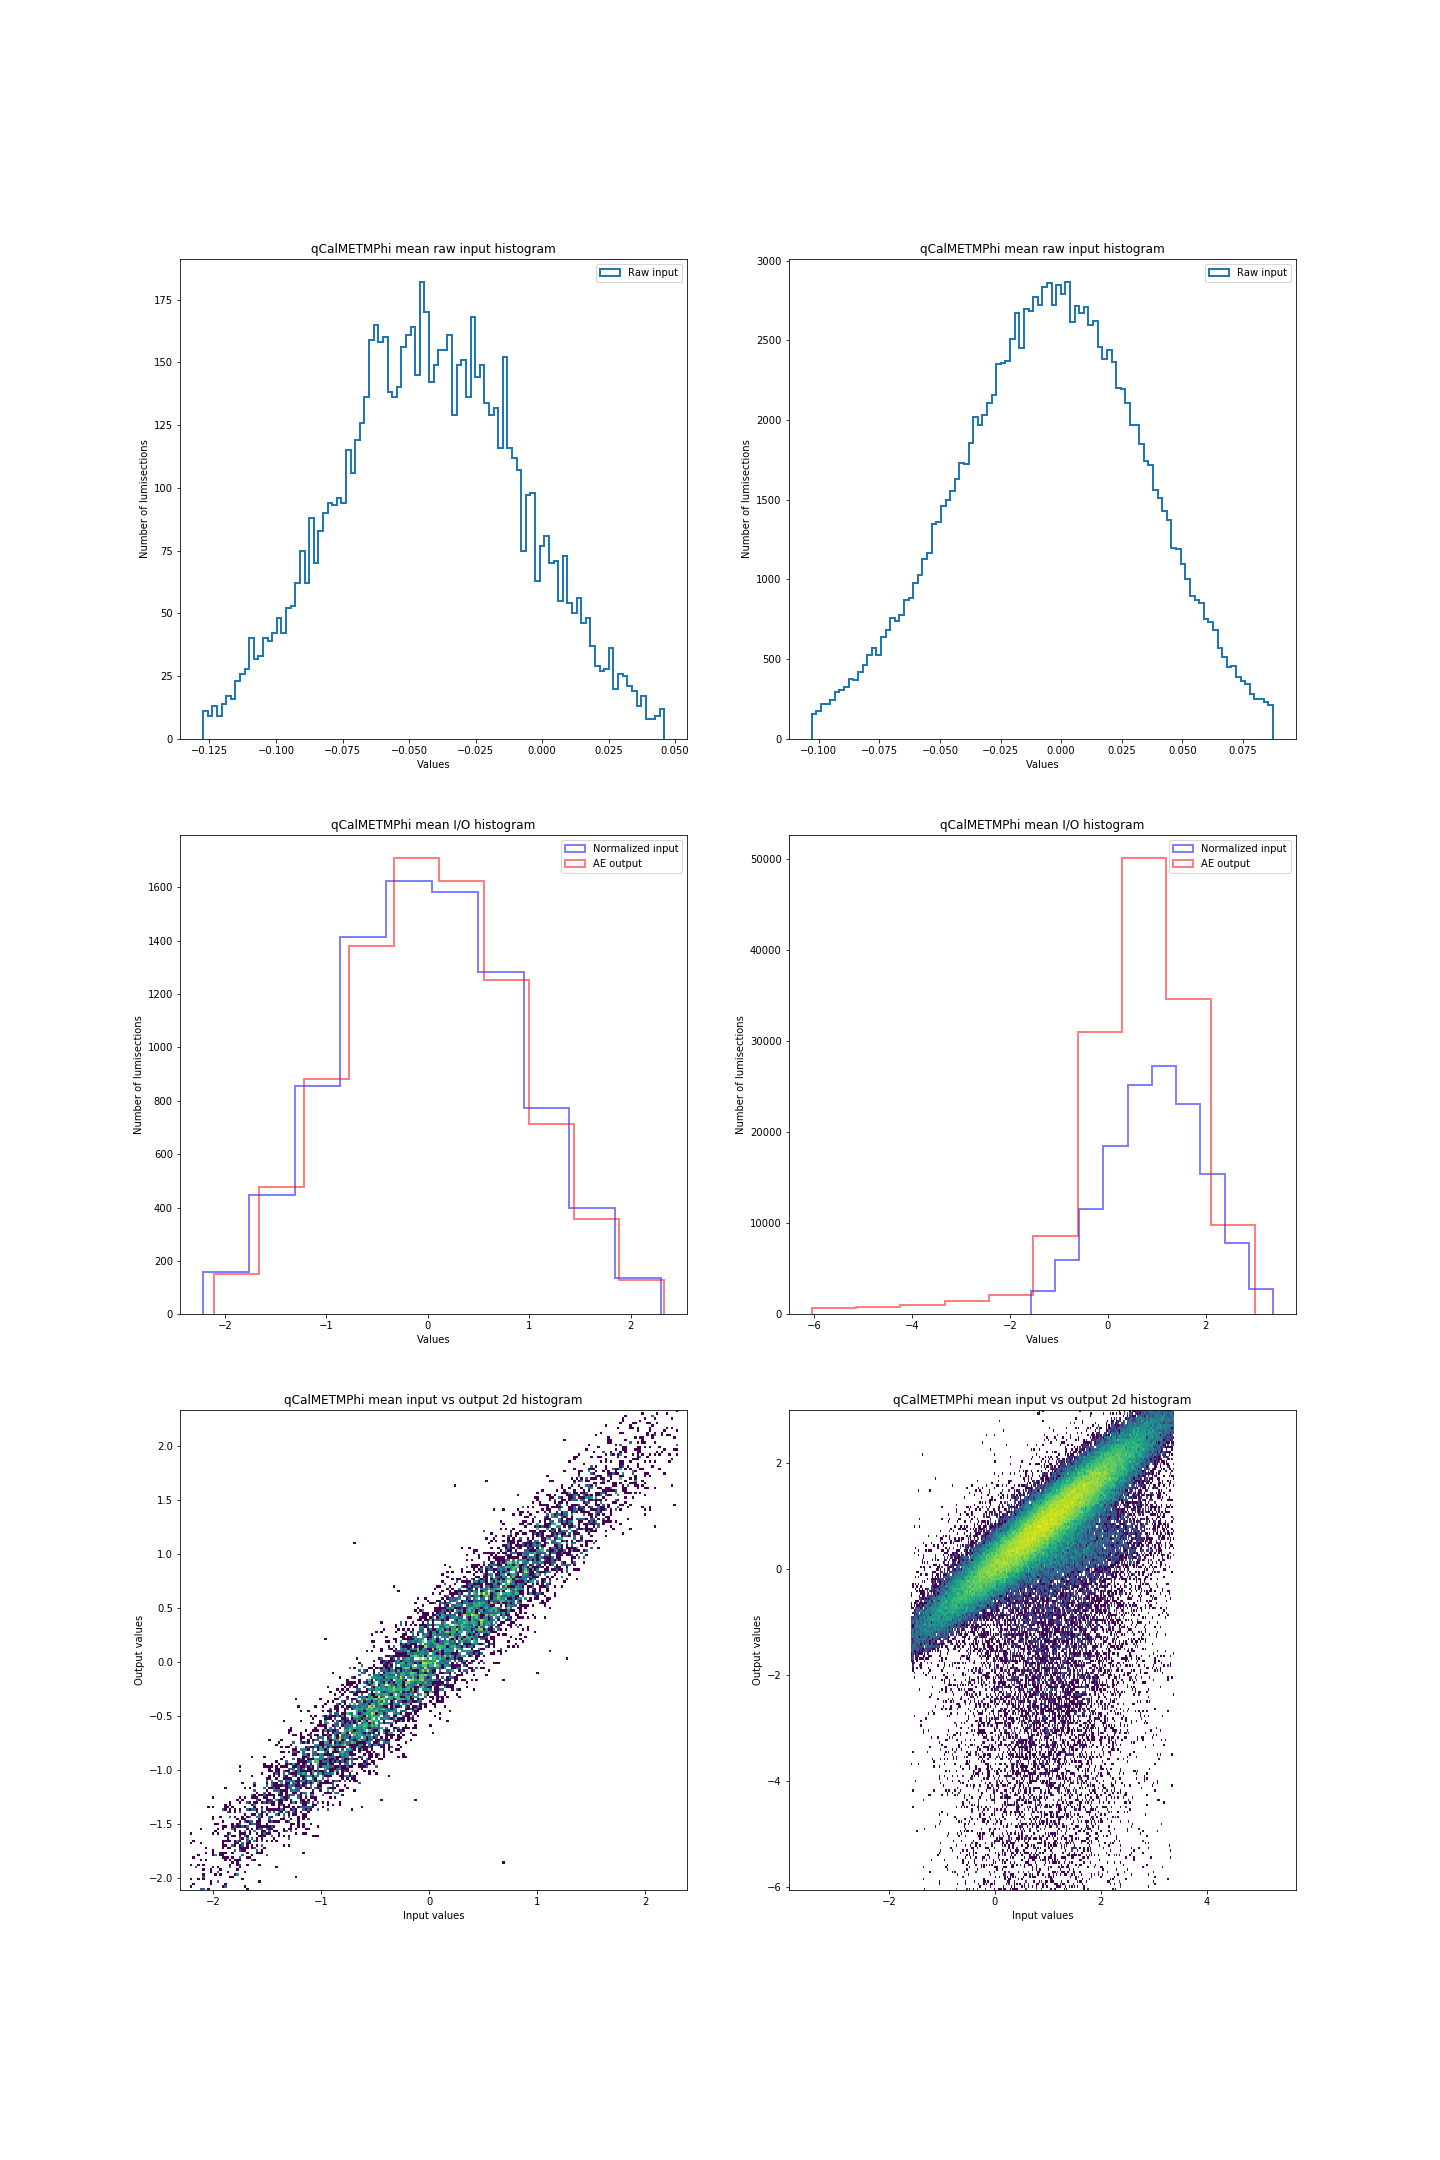 qCalMETMPhi mean raw input histogram
Raw input
175
150
125
100
75
50
25
0
Number of lumisections
−0.125 −0.100 −0.075 −0.050 −0.025 0.000 0.025 0.050
Values
qCalMETMPhi mean raw input histogram
Raw input
3000
2500
2000
1500
1000
500
0
Number of lumisections
−0.100 −0.075 −0.050 −0.025 0.000 0.025 0.050 0.075
Values
qCalMETMPhi mean I/O histogram
Normalized input
AE output
1600
1400
1200
1000
800
600
400
200
0
Number of lumisections
−2 −1 0 1 2
Values
qCalMETMPhi mean I/O histogram
Normalized input
AE output
50000
40000
30000
20000
10000
0
Number of lumisections
−6 −4 −2 0 2
Values
qCalMETMPhi mean input vs output 2d histogram
2.0
1.5
1.0
0.5
0.0
−0.5
−1.0
−1.5
−2.0
Output values
−2 −1 0 1 2
Input values
qCalMETMPhi mean input vs output 2d histogram
2
0
−2
−4
−6
Output values
−2 0 2 4
Input values